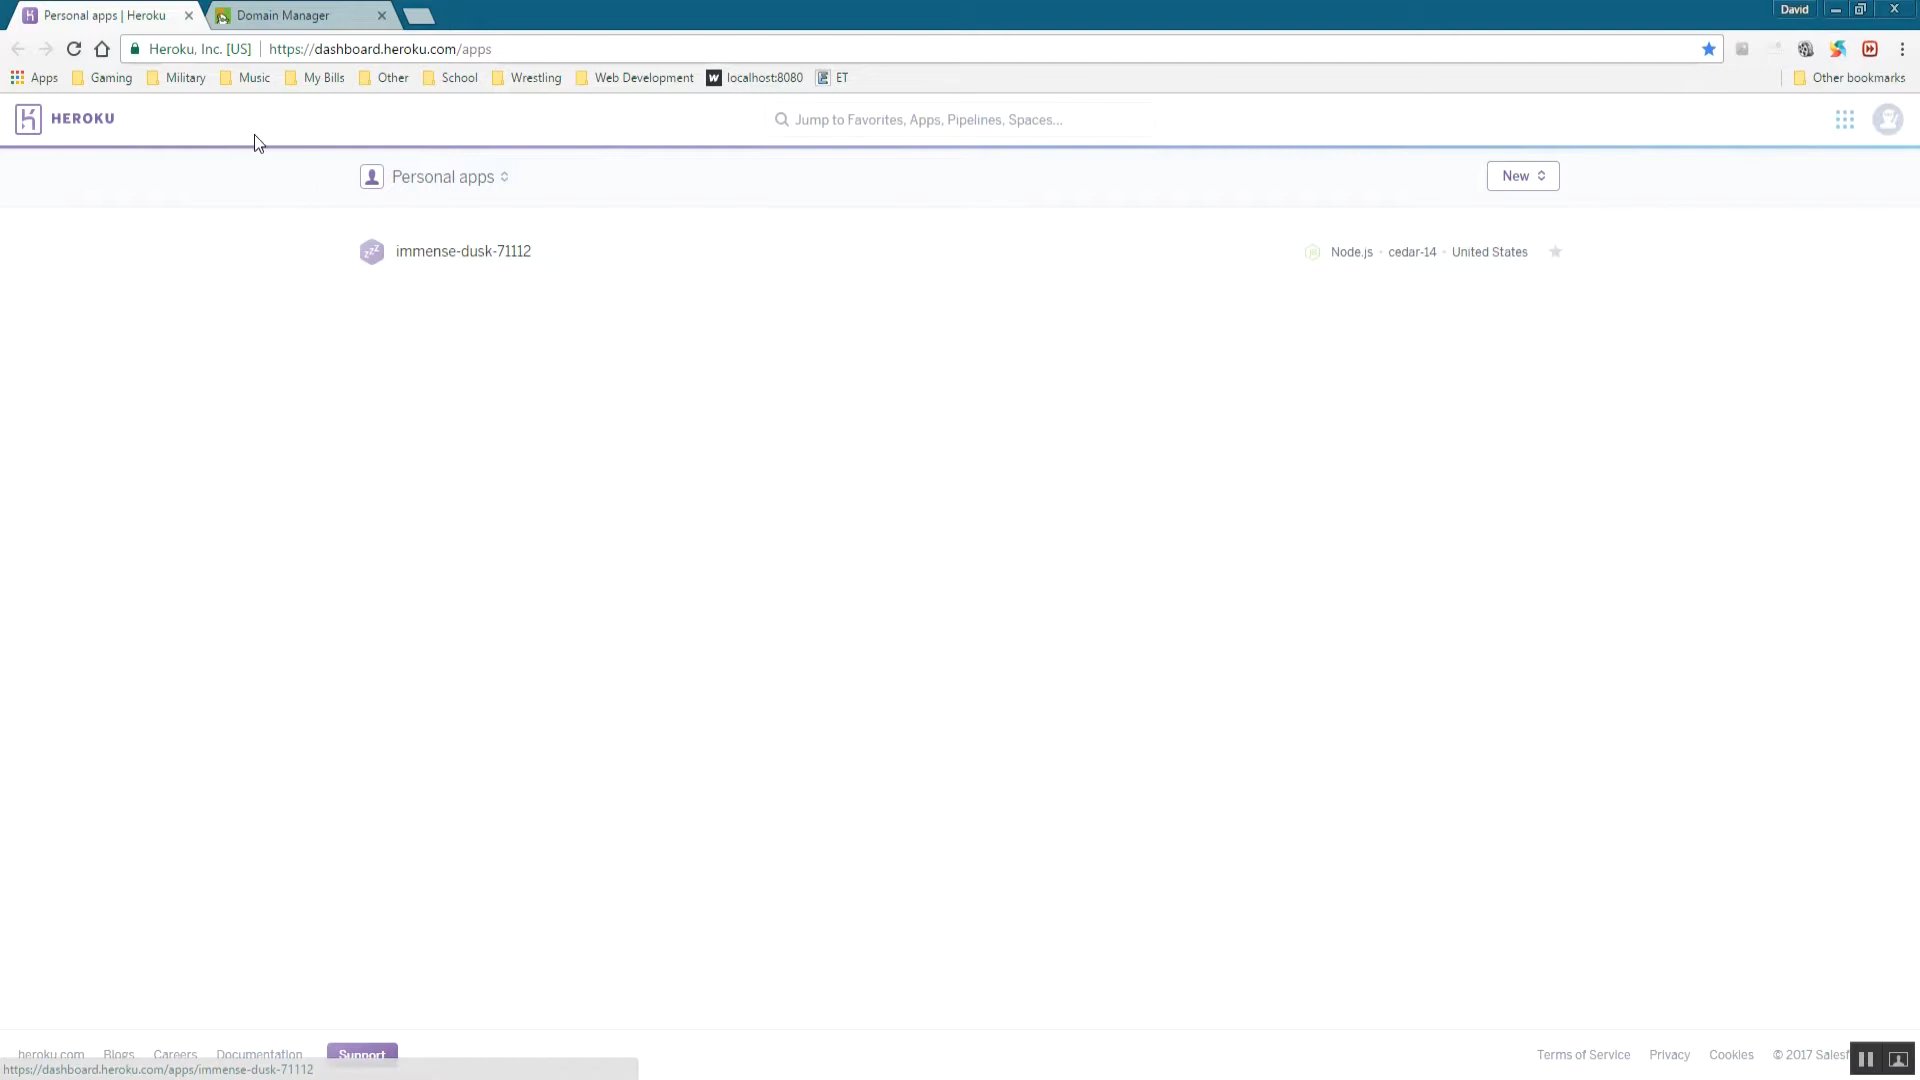 Personal apps | Heroku
Domain Manager
David
Heroku, Inc. [US]
https://dashboard.heroku.com/apps
Apps
Gaming
Military
Music
My Bills
Other
School
Wrestling
Web Development
localhost:8080
ET
Other bookmarks
HEROKU
Jump to Favorites, Apps, Pipelines, Spaces...
Personal apps
New
immense-dusk-71112
Node.js · cedar-14 · United States
heroku.com
Blogs
Careers
Documentation
Support
Terms of Service
Privacy
Cookies
© 2017 Salesf
https://dashboard.heroku.com/apps/immense-dusk-71112